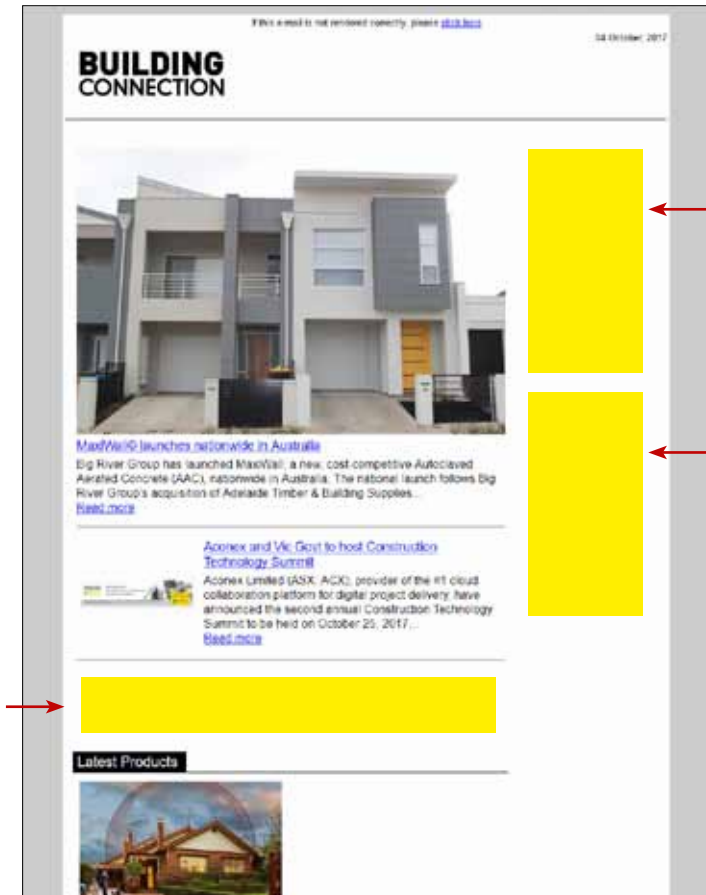 If this e-mail is not rendered correctly, please click here
04 October 2017
BUILDING
CONNECTION
MaxiWall© launches nationwide in Australia
Big River Group has launched MaxiWall, a new, cost-competitive Autoclaved
Aerated Concrete (AAC), nationwide in Australia. The national launch follows Big
River Group's acquisition of Adelaide Timber & Building Supplies...
Read more
Aconex and Vic Govt to host Construction
Technology Summit
Aconex Limited (ASX: ACX), provider of the #1 cloud
collaboration platform for digital project delivery, have
announced the second annual Construction Technology
Summit to be held on October 25, 2017...
Read more
Latest Products